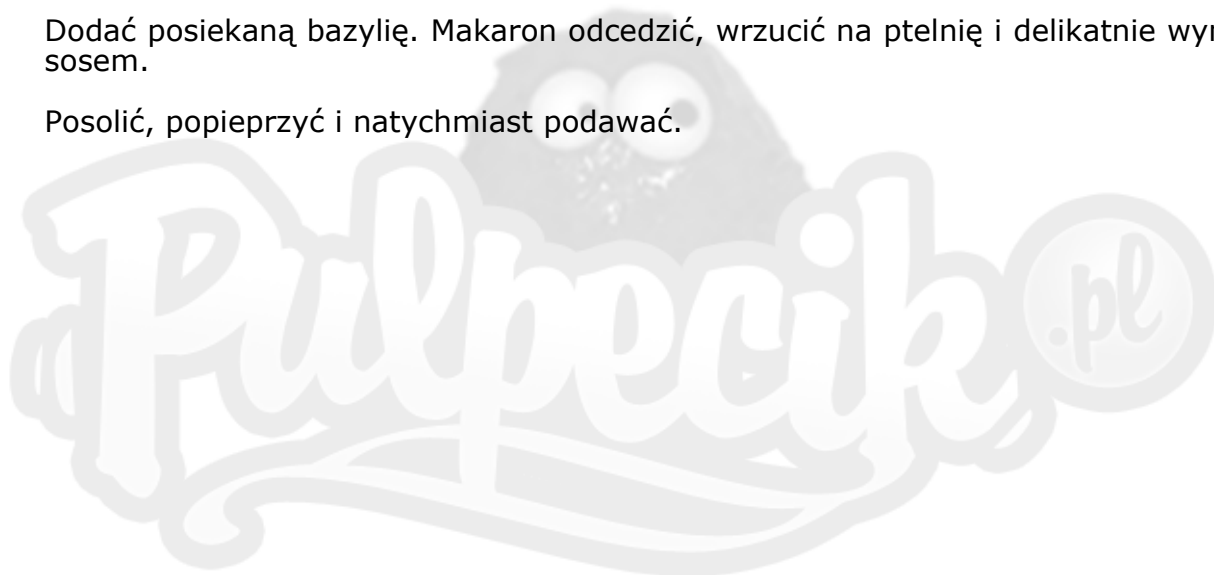 Dodać posiekaną bazylię. Makaron odcedzić, wrzucić na ptelnię i delikatnie
sosem.
Posolić, popieprzyć i natychmiast podawać.
Pulpecik .pl